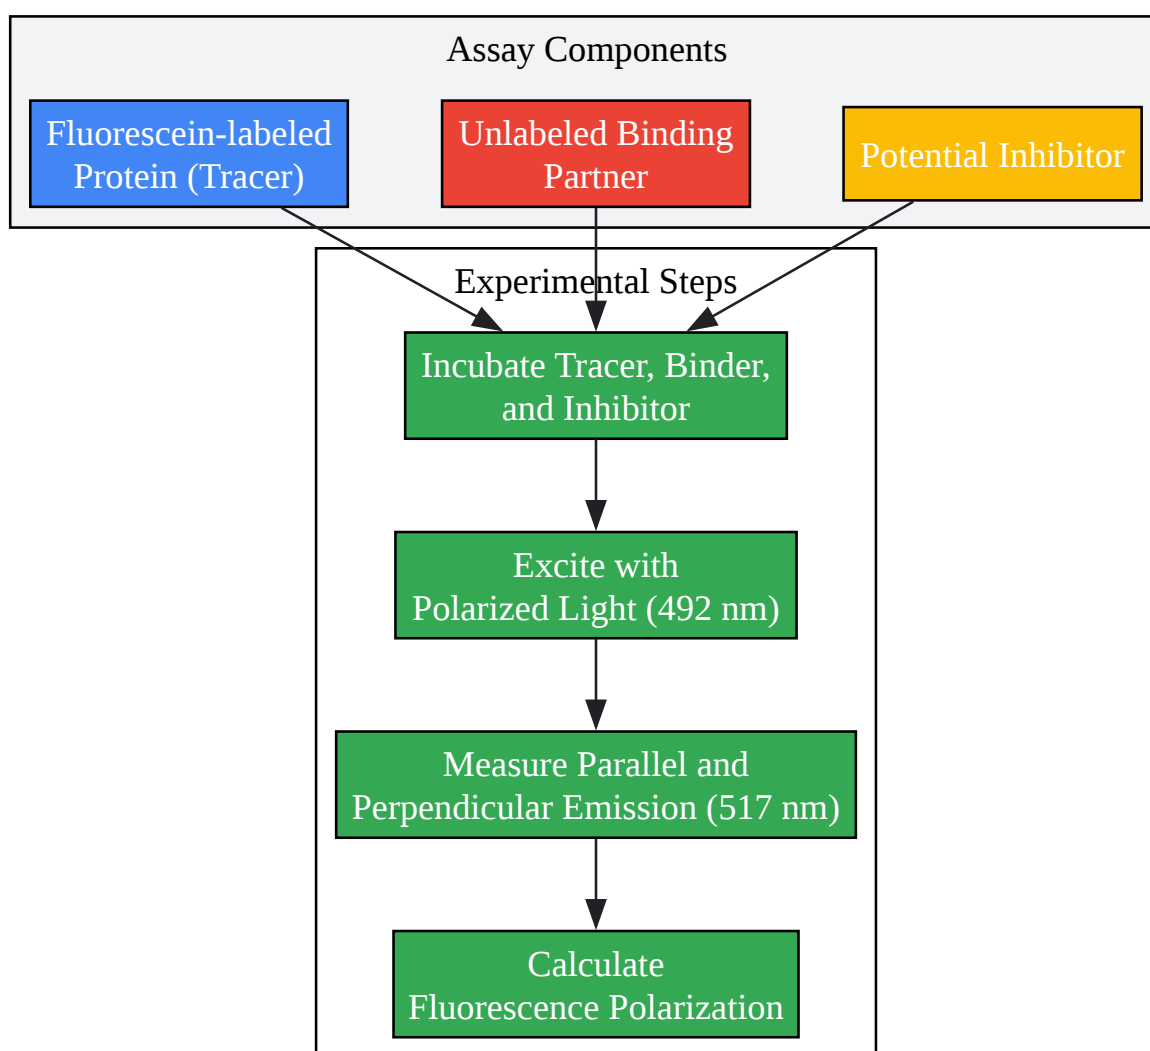 Assay Components
Fluorescein-labeled
Protein (Tracer)
Unlabeled Binding
Partner
Potential Inhibitor
Experimental Steps
Incubate Tracer, Binder,
and Inhibitor
Excite with
Polarized Light (492 nm)
Measure Parallel and
Perpendicular Emission (517 nm)
Calculate
Fluorescence Polarization